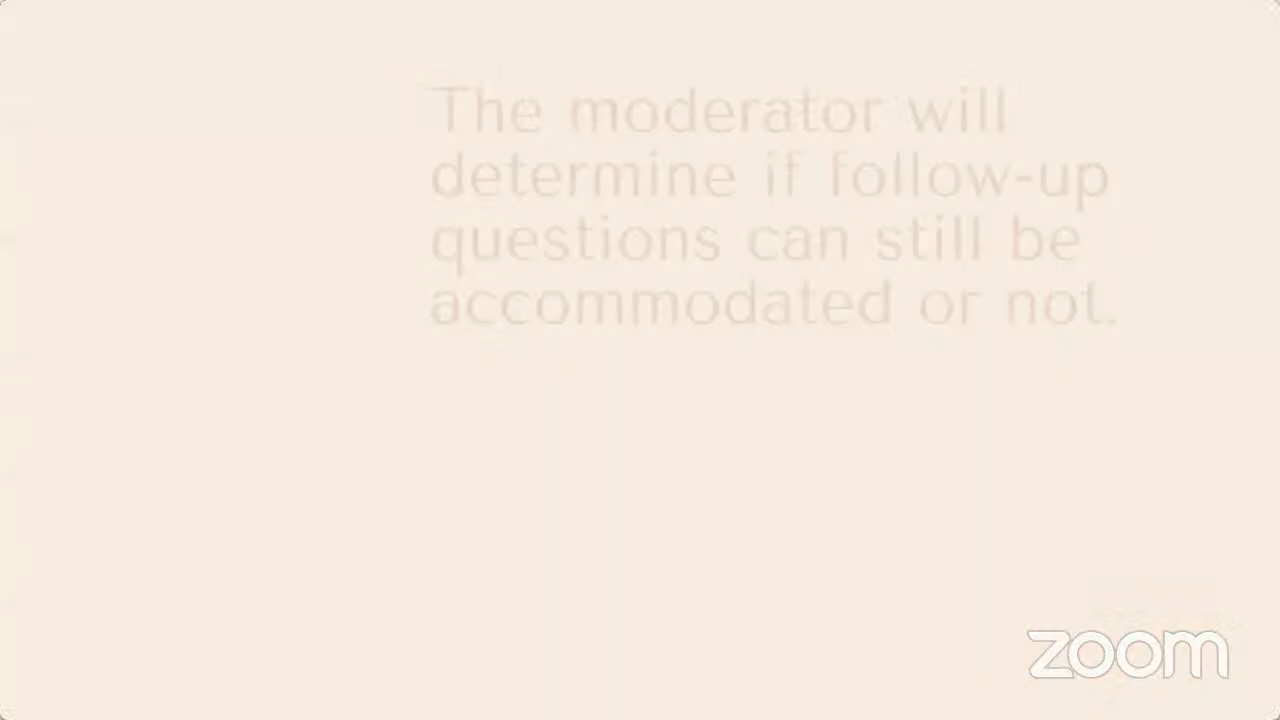 The moderator will
determine if follow-up
questions can still be
accommodated or not.
zoom